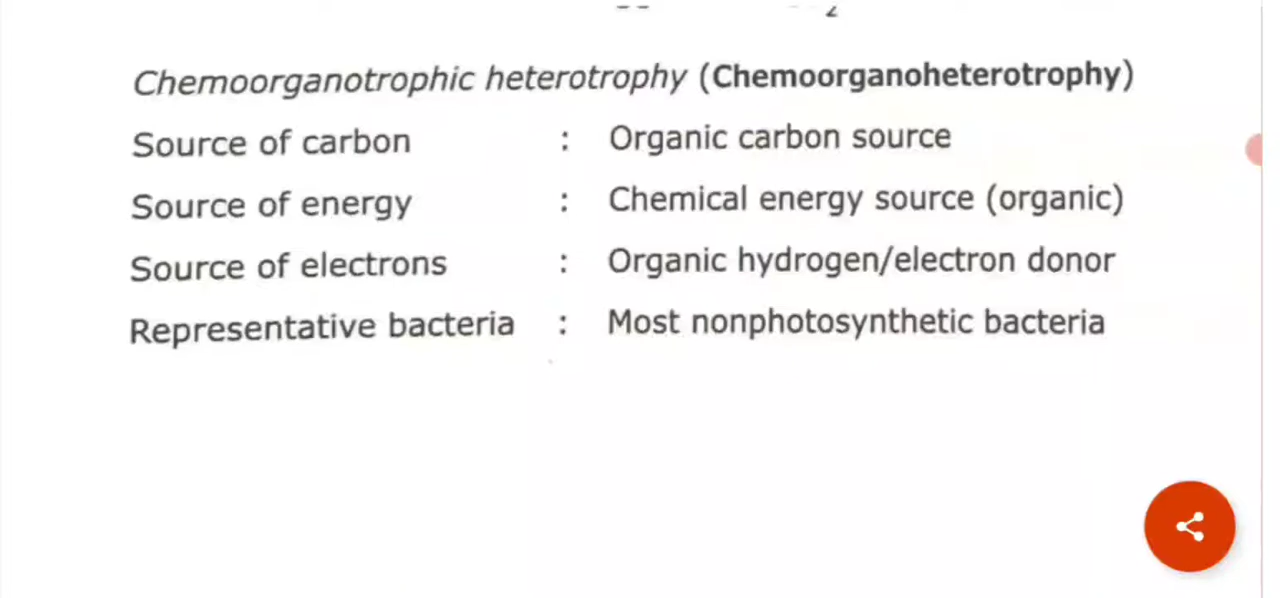 Chemoorganotrophic heterotrophy (Chemoorganoheterotrophy)
Source of carbon : Organic carbon source
Source of energy : Chemical energy source (organic)
Source of electrons : Organic hydrogen/electron donor
Representative bacteria : Most nonphotosynthetic bacteria